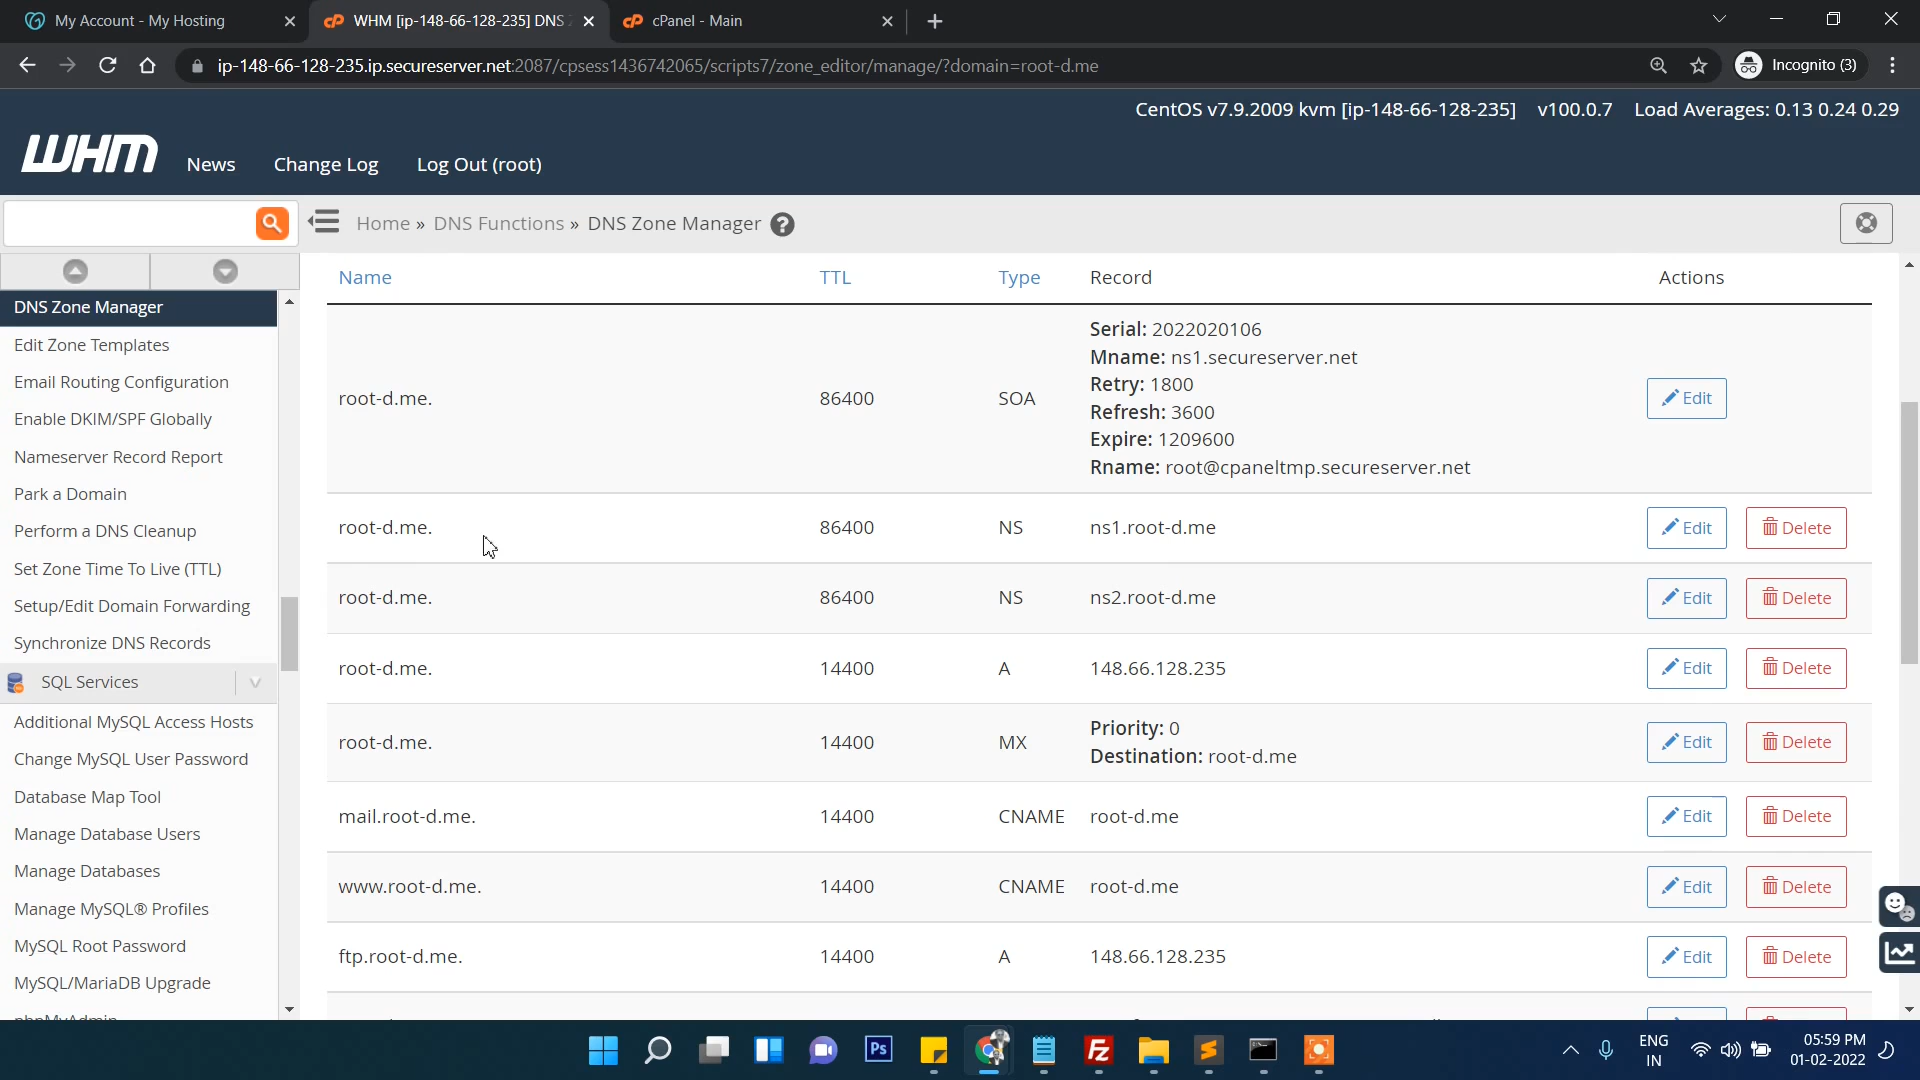 My Account - My Hosting
WHM [ip-148-66-128-235] DNS
cPanel - Main
ip-148-66-128-235.ip.secureserver.net:2087/cpsess1436742065/scripts7/zone_editor/manage/?domain=root-d.me
Incognito (3)
CentOS v7.9.2009 kvm [ip-148-66-128-235] v100.0.7 Load Averages: 0.13 0.24 0.29
WHM News Change Log Log Out (root)
Home » DNS Functions » DNS Zone Manager
DNS Zone Manager
Edit Zone Templates
Email Routing Configuration
Enable DKIM/SPF Globally
Nameserver Record Report
Park a Domain
Perform a DNS Cleanup
Set Zone Time To Live (TTL)
Setup/Edit Domain Forwarding
Synchronize DNS Records
SQL Services
Additional MySQL Access Hosts
Change MySQL User Password
Database Map Tool
Manage Database Users
Manage Databases
Manage MySQL® Profiles
MySQL Root Password
MySQL/MariaDB Upgrade
phpMyAdmin
Name TTL Type Record Actions
root-d.me. 86400 SOA
Serial: 2022020106
Mname: ns1.secureserver.net
Retry: 1800
Refresh: 3600
Expire: 1209600
Rname: root@cpaneltmp.secureserver.net
Edit
root-d.me. 86400 NS ns1.root-d.me Edit Delete
root-d.me. 86400 NS ns2.root-d.me Edit Delete
root-d.me. 14400 A 148.66.128.235 Edit Delete
root-d.me. 14400 MX
Priority: 0
Destination: root-d.me
Edit Delete
mail.root-d.me. 14400 CNAME root-d.me Edit Delete
www.root-d.me. 14400 CNAME root-d.me Edit Delete
ftp.root-d.me. 14400 A 148.66.128.235 Edit Delete
Ps
Fz
ENG
IN
05:59 PM
01-02-2022